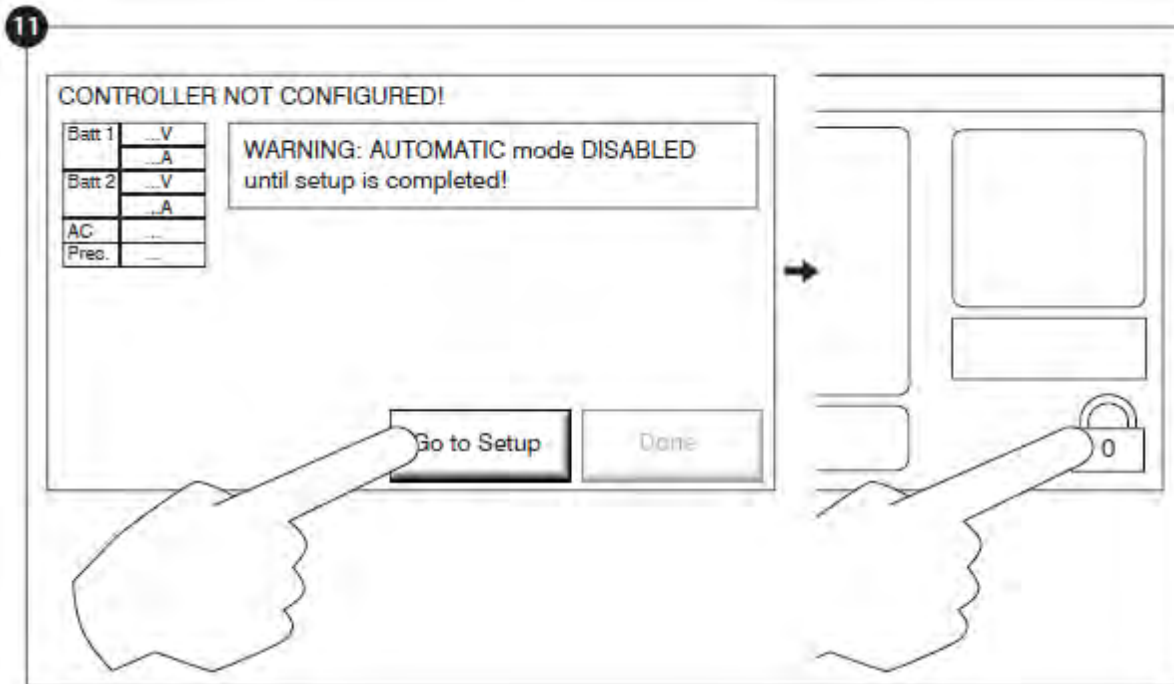 11
CONTROLLER NOT CONFIGURED!
Batt 1 ...V
...A
Batt 2 ...V
...A
AC ...
Pres. ...
WARNING: AUTOMATIC mode DISABLED
until setup is completed!
Go to Setup
Done
0